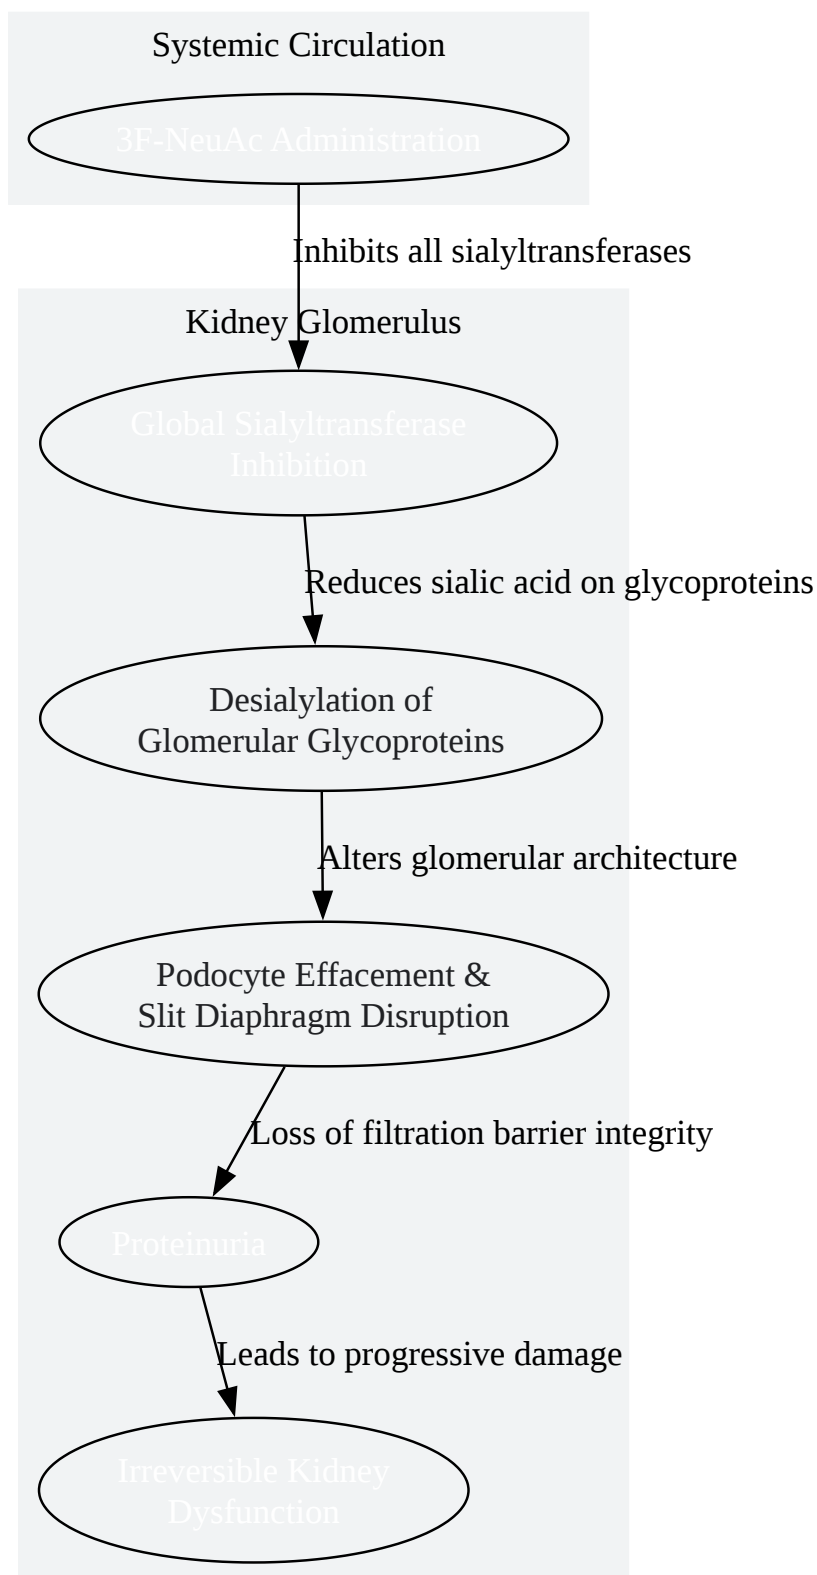 Systemic Circulation
3F-NeuAc Administration
Inhibits all sialyltransferases
Kidney Glomerulus
Global Sialyltransferase
Inhibition
Reduces sialic acid on glycoproteins
Desialylation of
Glomerular Glycoproteins
Alters glomerular architecture
Podocyte Effacement &
Slit Diaphragm Disruption
Loss of filtration barrier integrity
Proteinuria
Leads to progressive damage
Irreversible Kidney
Dysfunction